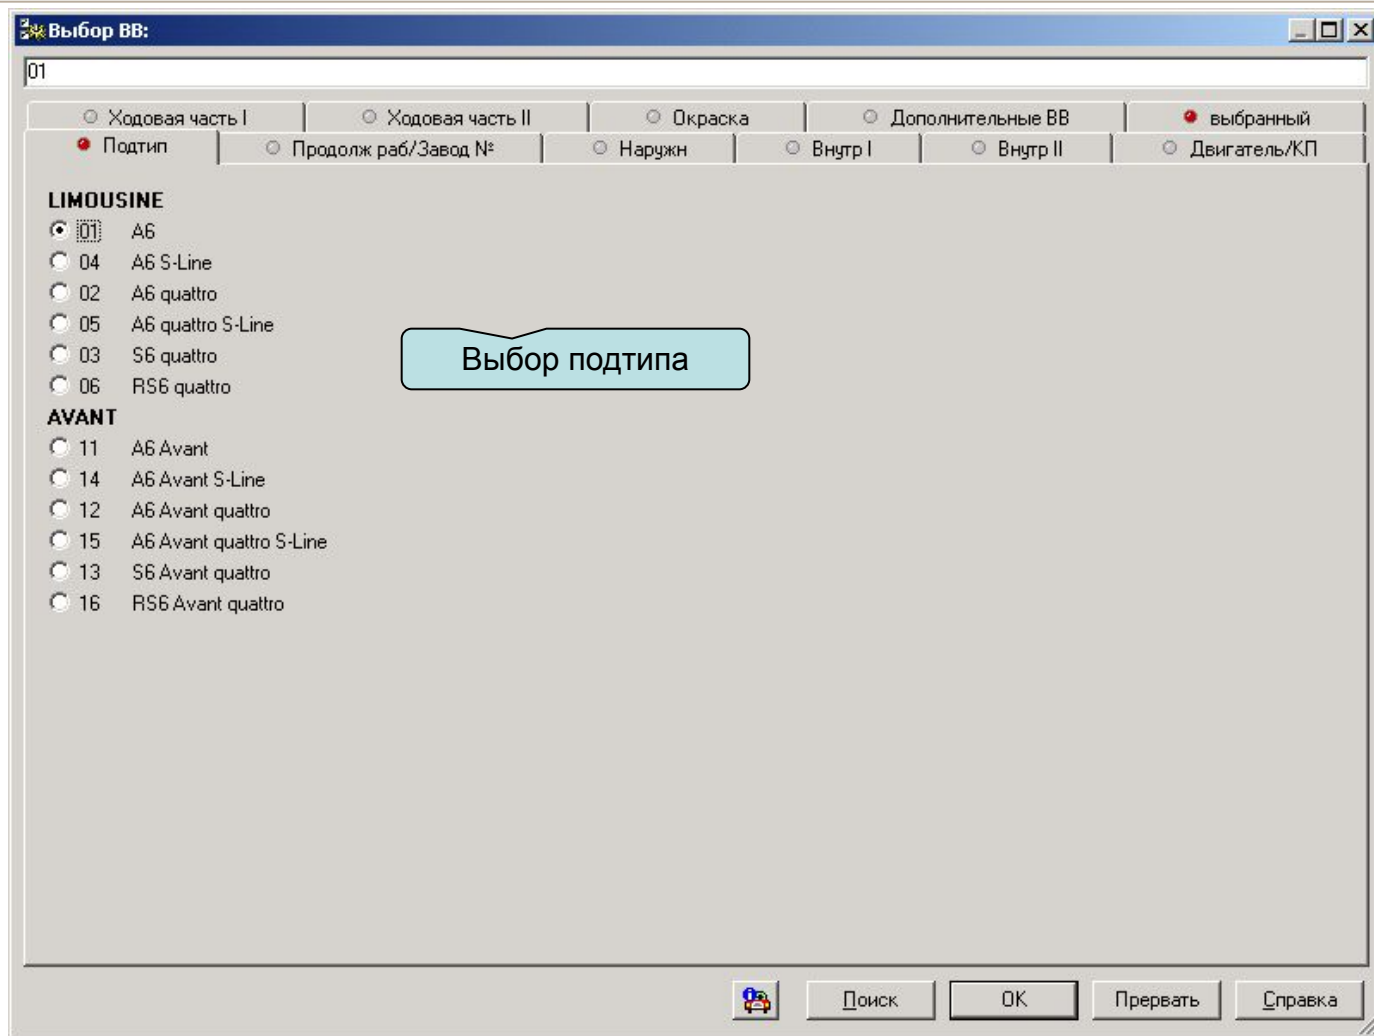 Выбор ВВ:
01
Ходовая часть I Ходовая часть II Окраска Дополнительные ВВ выбранный
Подтип Продолж раб/Завод № Наружн Внутр I Внутр II Двигатель/КП
LIMOUSINE
01 A6
04 A6 S-Line
02 A6 quattro
05 A6 quattro S-Line
03 S6 quattro
06 RS6 quattro
Выбор подтипа
AVANT
11 A6 Avant
14 A6 Avant S-Line
12 A6 Avant quattro
15 A6 Avant quattro S-Line
13 S6 Avant quattro
16 RS6 Avant quattro
Поиск OK Прервать Справка